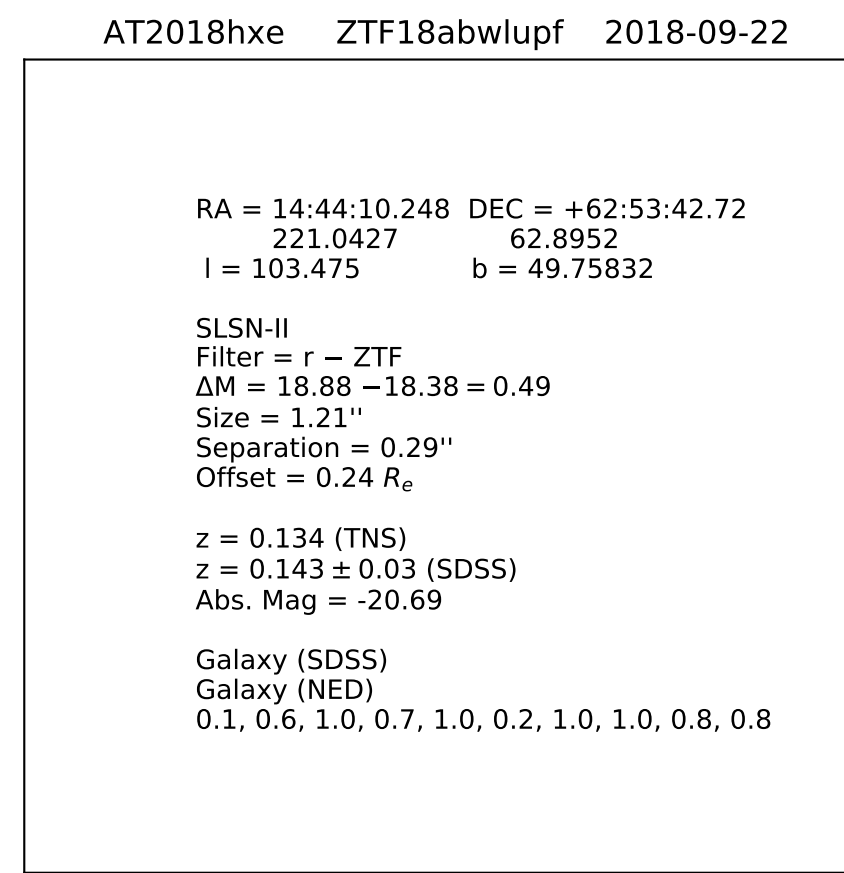 AT2018hxe ZTF18abwlupf 2018-09-22
RA = 14:44:10.248 DEC = +62:53:42.72
221.0427 62.8952
l = 103.475 b = 49.75832
SLSN-II
Filter = r − ZTF
ΔM = 18.88 −18.38 = 0.49
Size = 1.21''
Separation = 0.29''
Offset = 0.24 Re
z = 0.134 (TNS)
z = 0.143 ± 0.03 (SDSS)
Abs. Mag = -20.69
Galaxy (SDSS)
Galaxy (NED)
0.1, 0.6, 1.0, 0.7, 1.0, 0.2, 1.0, 1.0, 0.8, 0.8